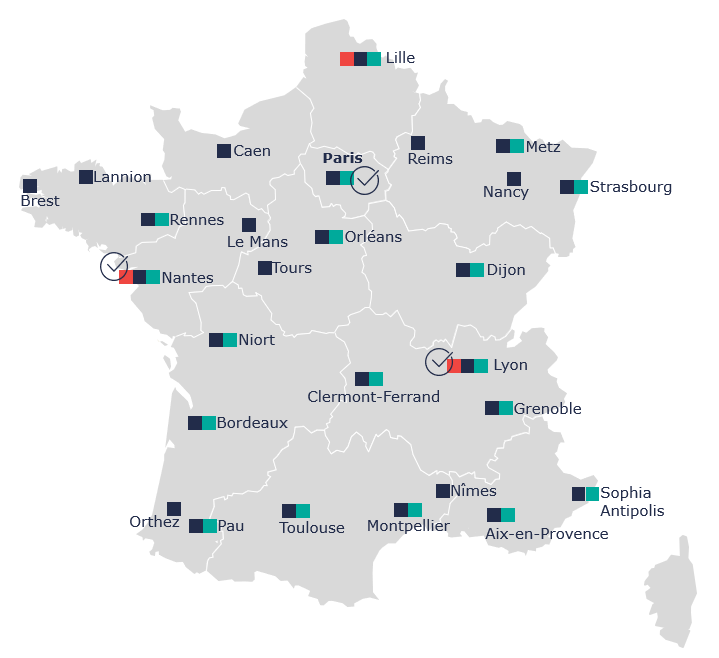 Lille
Caen
Paris
Reims
Metz
Lannion
Brest
Nancy
Strasbourg
Rennes
Le Mans
Orléans
Nantes
Tours
Dijon
Niort
Lyon
Clermont-Ferrand
Grenoble
Bordeaux
Nîmes
Sophia
Antipolis
Orthez
Pau
Toulouse
Montpellier
Aix-en-Provence